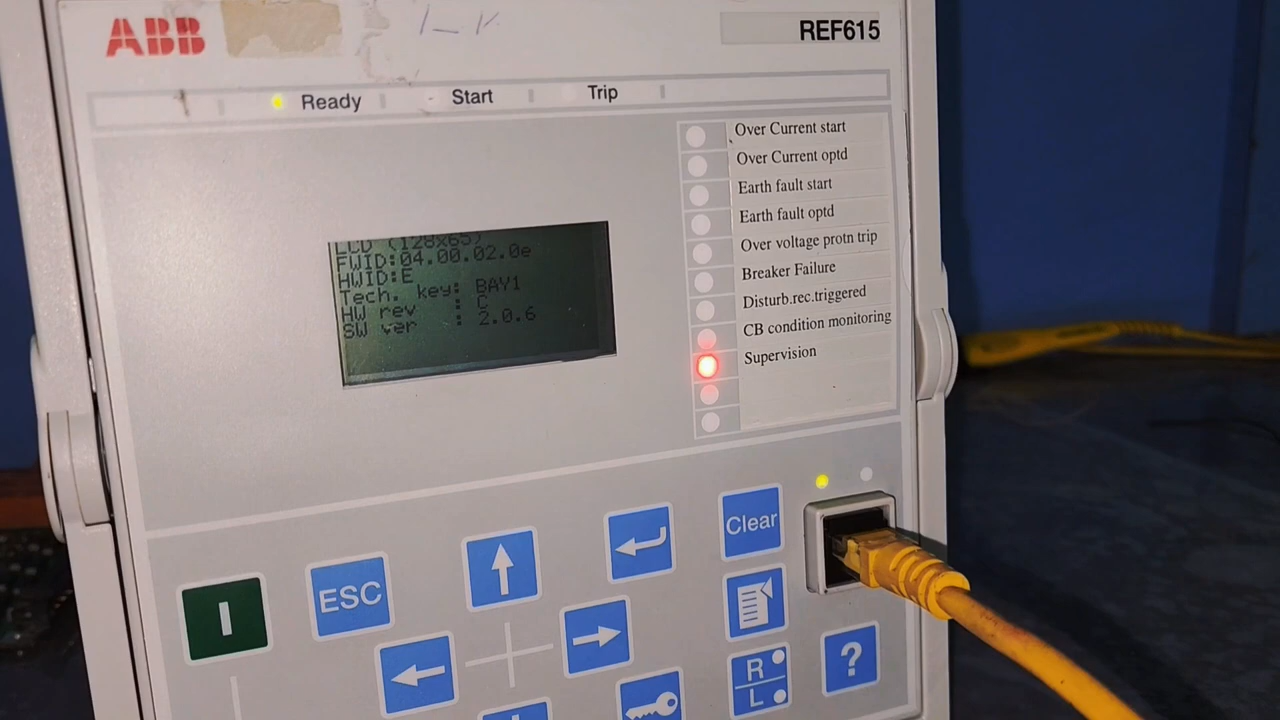 ABB
REF615
Ready
Start
Trip
Over Current start
Over Current optd
Earth fault start
Earth fault optd
Over voltage protn trip
Breaker Failure
Disturb.rec.triggered
CB condition monitoring
Supervision
LCD (128x65)
FWID:04.00.02.0e
HWID:E
Tech. key: BAY1
HW rev : C
SW ver : 2.0.6
Clear
ESC
R
L
?